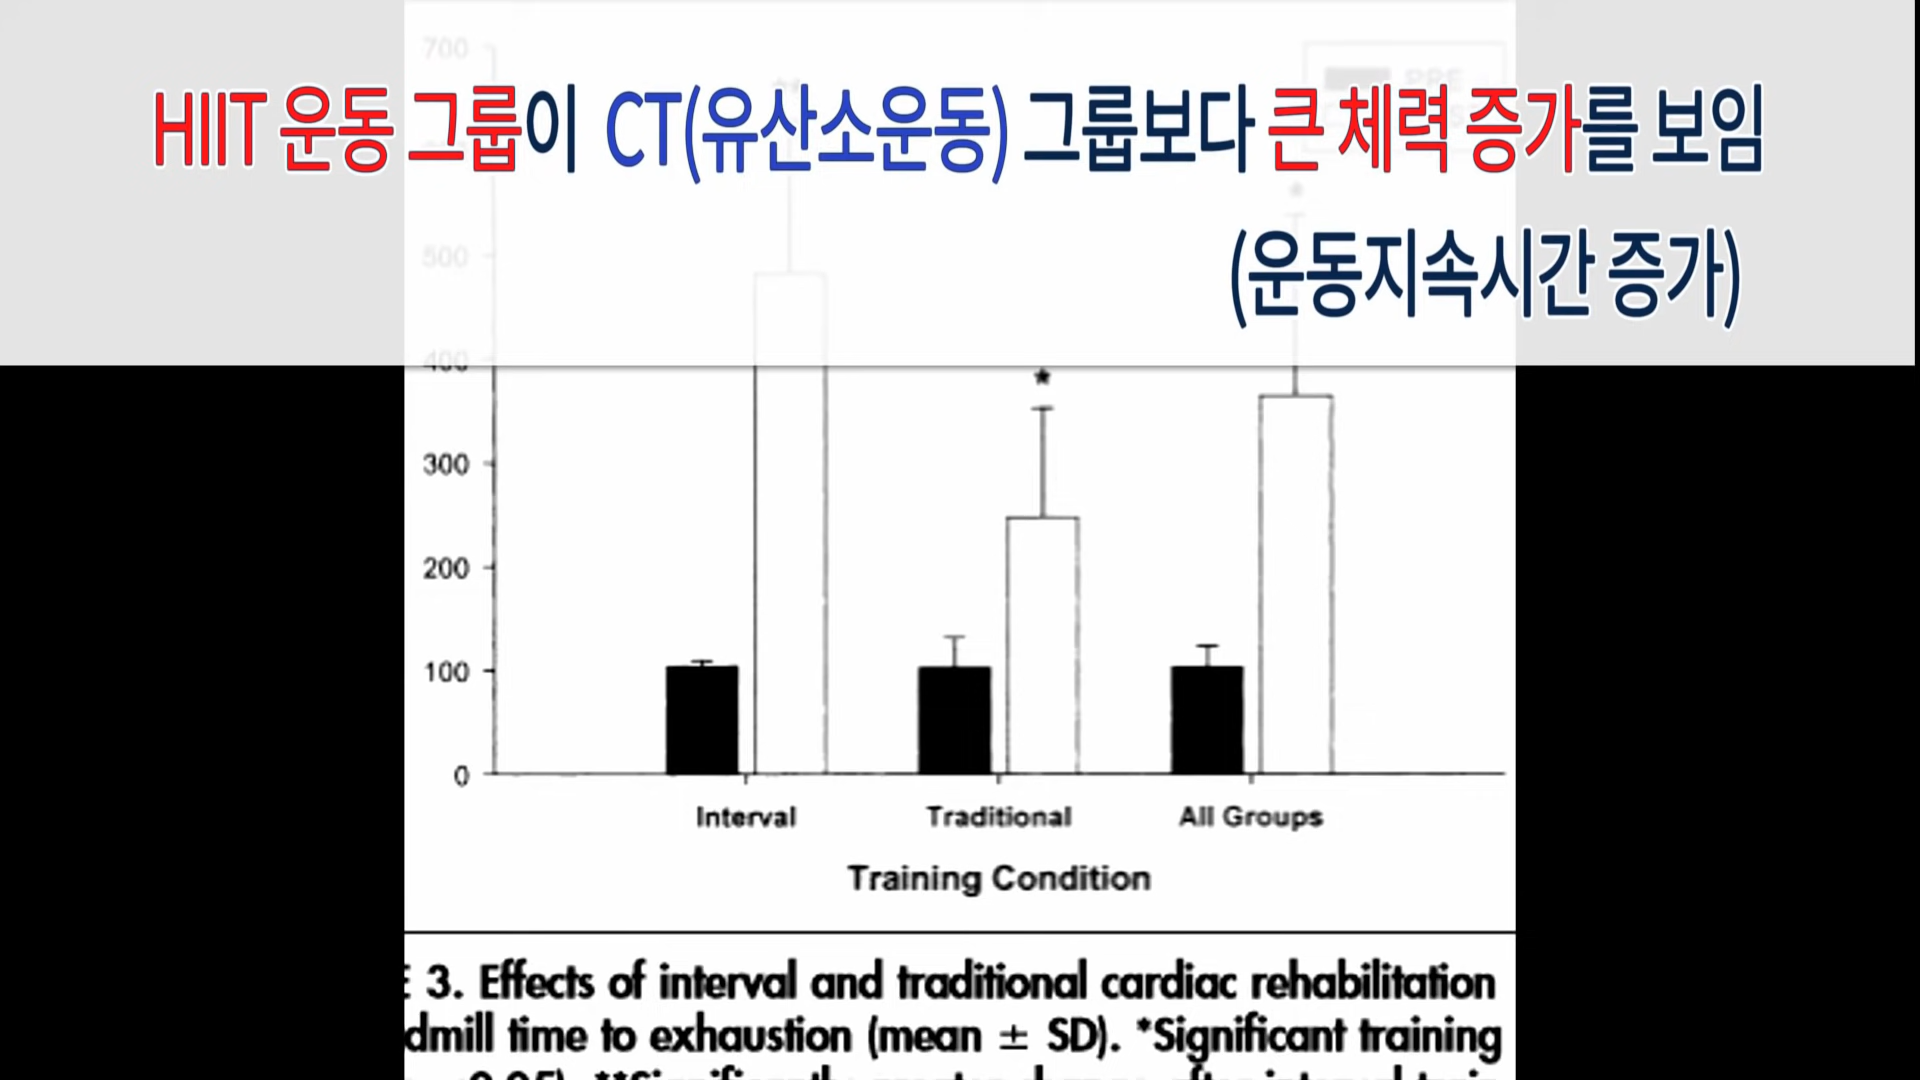 700
PRE
HIIT 운동 그룹이 CT(유산소운동) 그룹보다 큰 체력 증가를 보임
**
*
(운동지속시간 증가)
500
400
*
300
200
100
0
Interval Traditional All Groups
Training Condition
E 3. Effects of interval and traditional cardiac rehabilitation
dmill time to exhaustion (mean ± SD). *Significant training